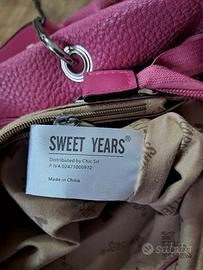 SWEET YEARS®
Distributed by Chic Srl
P.IVA 02471000972
Made in China
subito